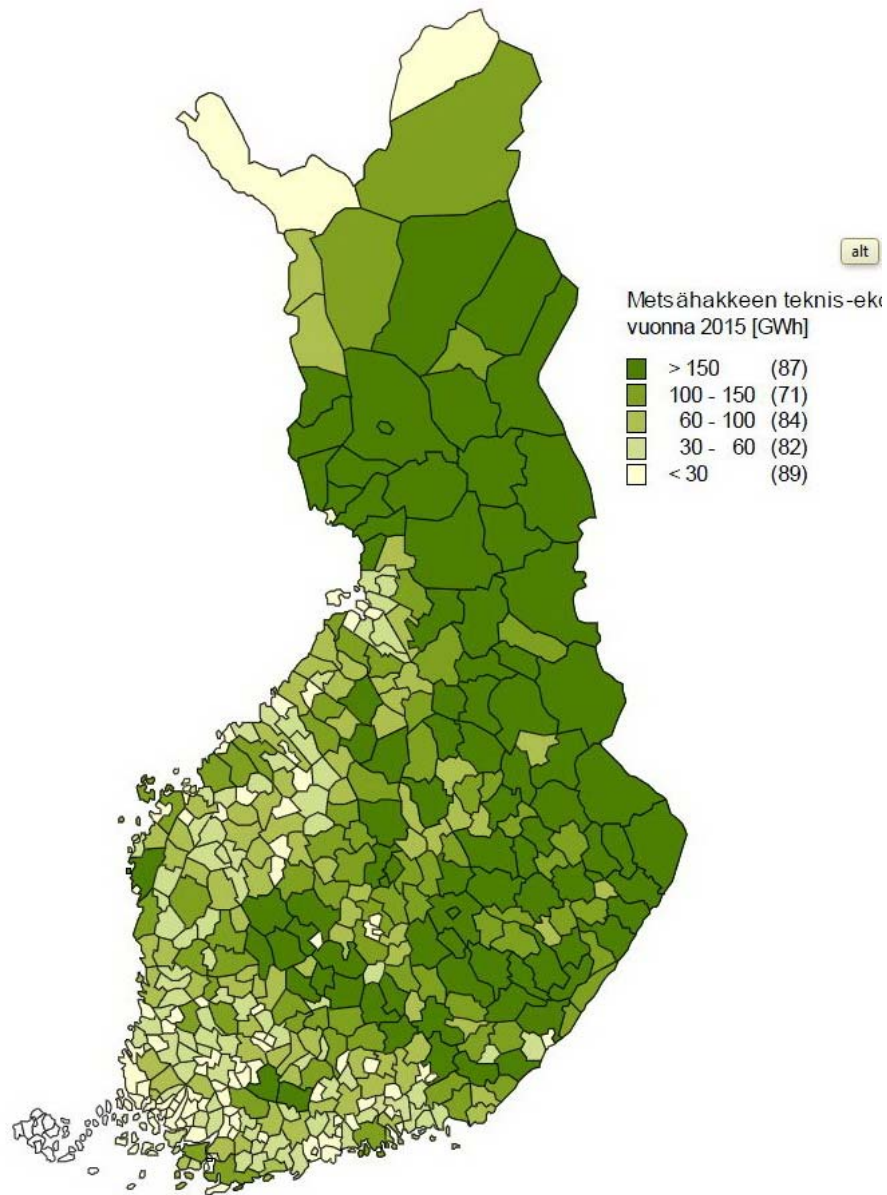 alt
Metsähakkeen teknis-eko
vuonna 2015 [GWh]
> 150 (87)
100 - 150 (71)
60 - 100 (84)
30 - 60 (82)
< 30 (89)